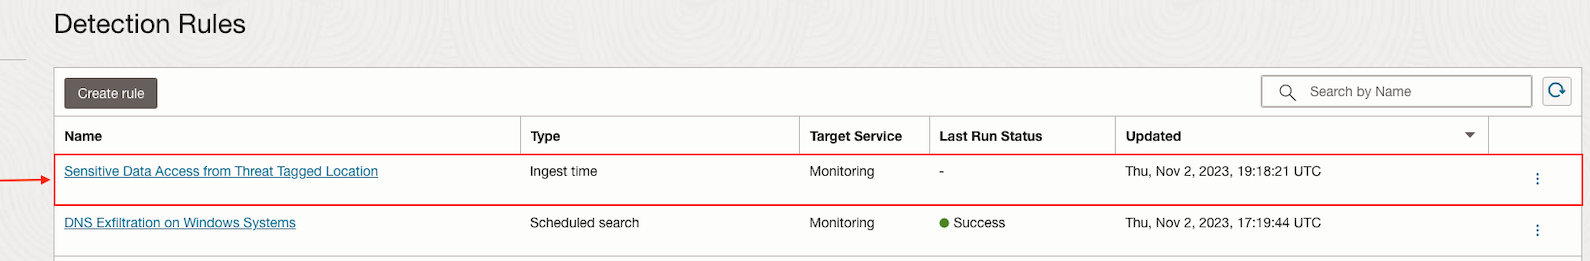 Detection Rules
Create rule
Search by Name
Name Type Target Service Last Run Status Updated
Sensitive Data Access from Threat Tagged Location Ingest time Monitoring - Thu, Nov 2, 2023, 19:18:21 UTC
DNS Exfiltration on Windows Systems Scheduled search Monitoring Success Thu, Nov 2, 2023, 17:19:44 UTC